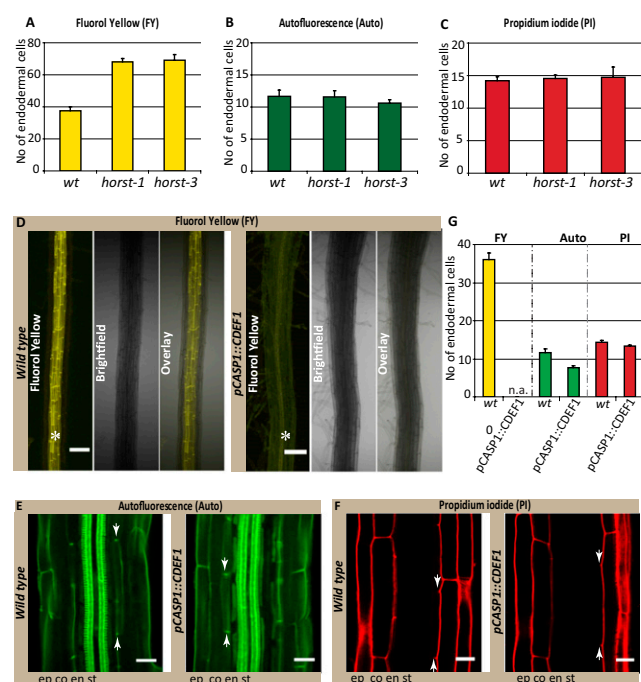 A Fluorol Yellow (FY)
No of endodermal cells
80
60
40
20
0
wt horst-1 horst-3
B Autofluorescence (Auto)
No of endodermal cells
20
15
10
5
0
wt horst-1 horst-3
C Propidium iodide (PI)
No of endodermal cells
20
15
10
5
0
wt horst-1 horst-3
D Fluorol Yellow (FY)
Wild type
Fluorol Yellow
*
Brightfield
Overlay
pCASP1::CDEF1
Fluorol Yellow
*
Brightfield
Overlay
G
FY Auto PI
No of endodermal cells
40
30
20
10
0
n.a.
wt
pCASP1::CDEF1
wt
pCASP1::CDEF1
wt
pCASP1::CDEF1
E Autofluorescence (Auto)
Wild type
pCASP1::CDEF1
ep co en st
ep co en st
F Propidium iodide (PI)
Wild type
pCASP1::CDEF1
ep co en st
ep co en st